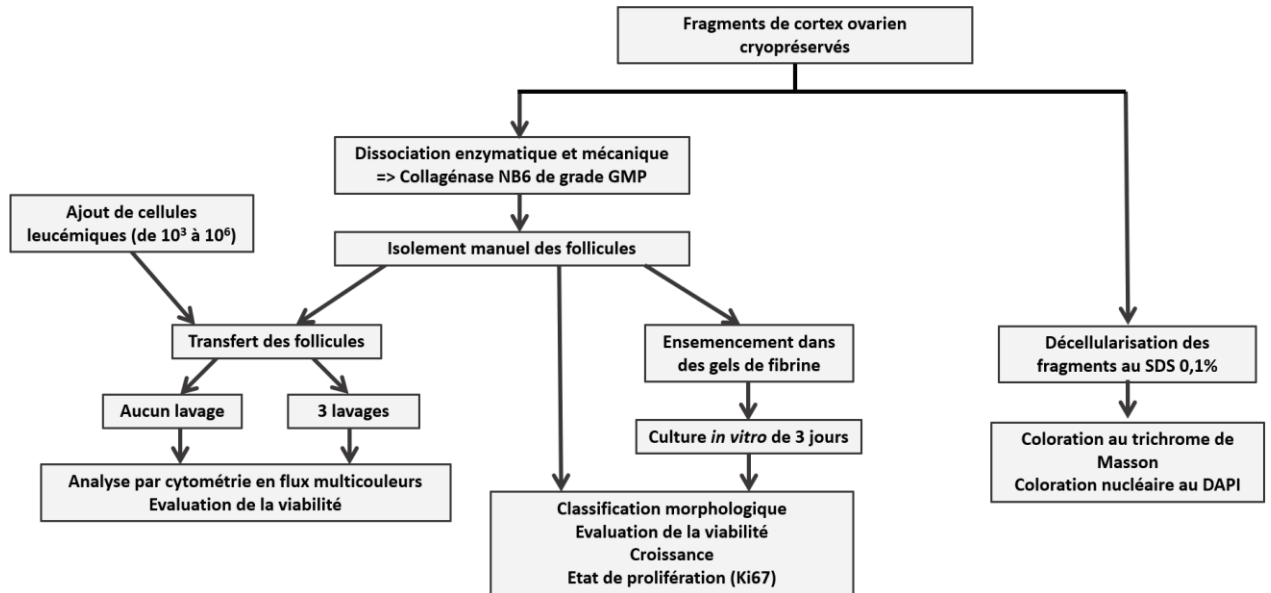 Fragments de cortex ovarien
cryopréservés
Dissociation enzymatique et mécanique
=> Collagénase NB6 de grade GMP
Ajout de cellules
leucémiques (de 10³ à 10⁶)
Isolement manuel des follicules
Transfert des follicules
Ensemencement dans
des gels de fibrine
Décellularisation des
fragments au SDS 0,1%
Aucun lavage
3 lavages
Culture in vitro de 3 jours
Coloration au trichrome de
Masson
Coloration nucléaire au DAPI
Analyse par cytométrie en flux multicouleurs
Evaluation de la viabilité
Classification morphologique
Evaluation de la viabilité
Croissance
Etat de prolifération (Ki67)